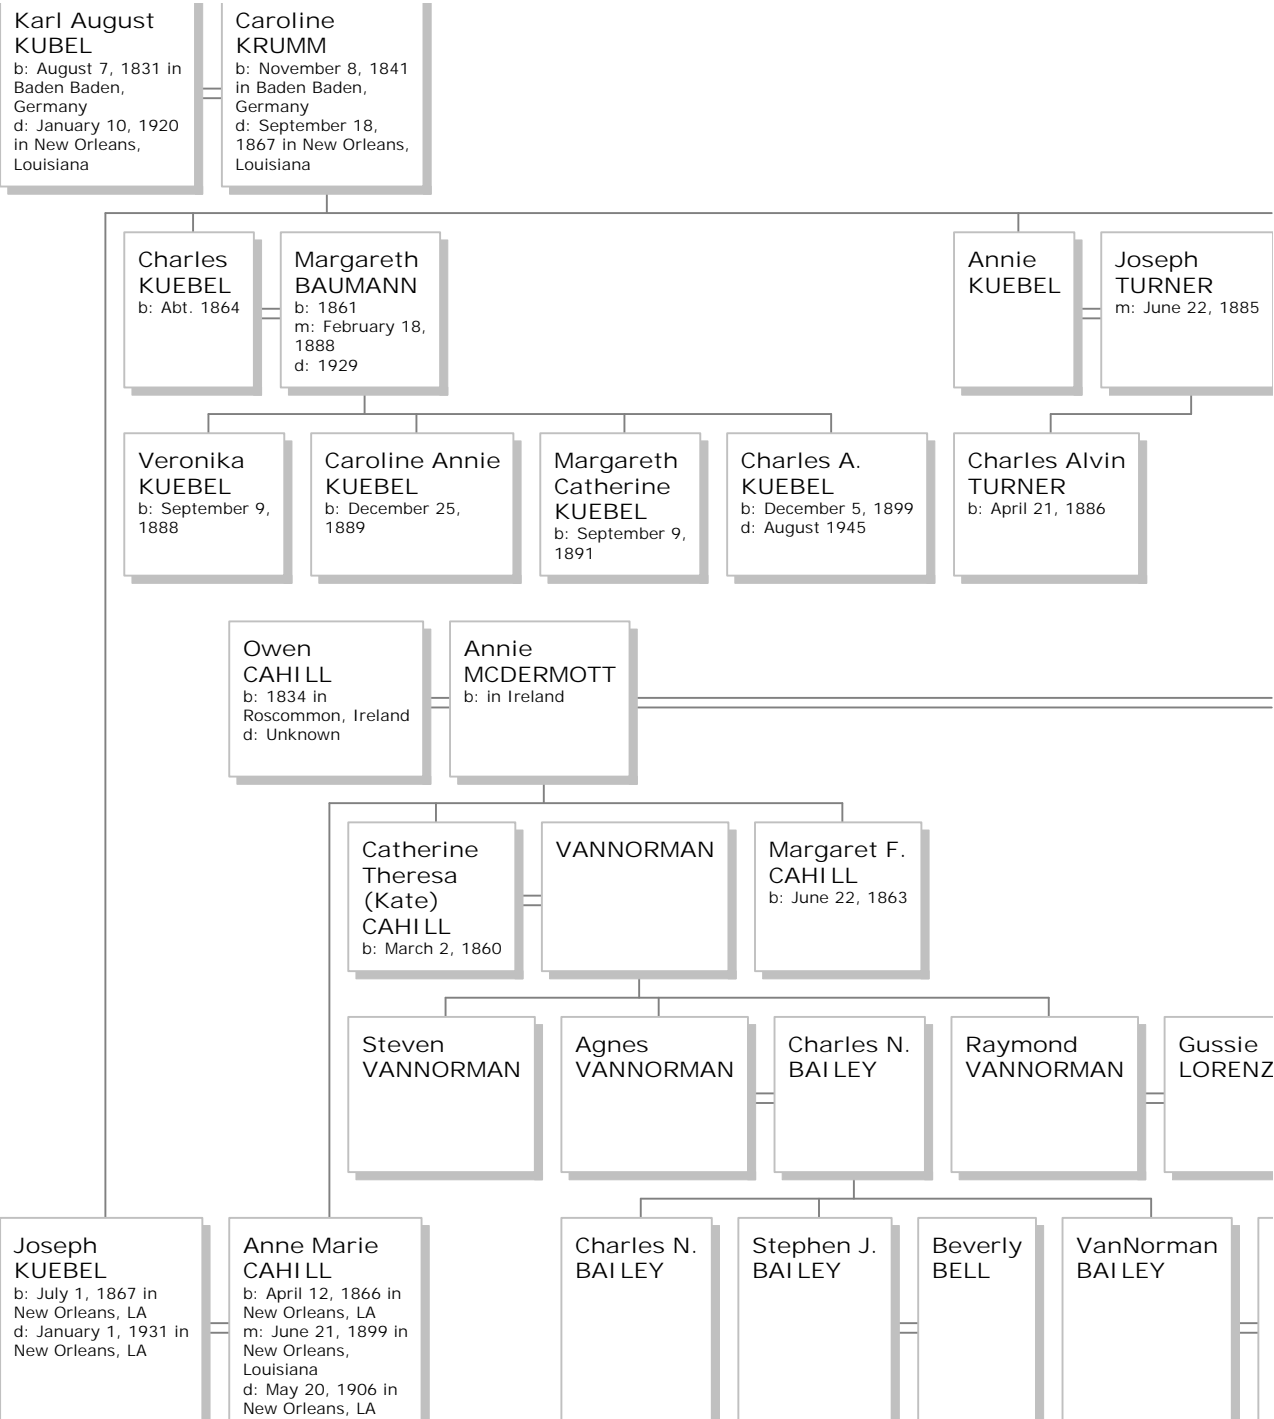 Karl August
KUBEL
b: August 7, 1831 in
Baden Baden,
Germany
d: January 10, 1920
in New Orleans,
Louisiana
Caroline
KRUMM
b: November 8, 1841
in Baden Baden,
Germany
d: September 18,
1867 in New Orleans,
Louisiana
Charles
KUEBEL
b: Abt. 1864
Margareth
BAUMANN
b: 1861
m: February 18,
1888
d: 1929
Annie
KUEBEL
Joseph
TURNER
m: June 22, 1885
Veronika
KUEBEL
b: September 9,
1888
Caroline Annie
KUEBEL
b: December 25,
1889
Margareth
Catherine
KUEBEL
b: September 9,
1891
Charles A.
KUEBEL
b: December 5, 1899
d: August 1945
Charles Alvin
TURNER
b: April 21, 1886
Owen
CAHILL
b: 1834 in
Roscommon, Ireland
d: Unknown
Annie
MCDERMOTT
b: in Ireland
Catherine
Theresa
(Kate)
CAHILL
b: March 2, 1860
VANNORMAN
Margaret F.
CAHILL
b: June 22, 1863
Steven
VANNORMAN
Agnes
VANNORMAN
Charles N.
BAILEY
Raymond
VANNORMAN
Gussie
LORENZ
Joseph
KUEBEL
b: July 1, 1867 in
New Orleans, LA
d: January 1, 1931 in
New Orleans, LA
Anne Marie
CAHILL
b: April 12, 1866 in
New Orleans, LA
m: June 21, 1899 in
New Orleans,
Louisiana
d: May 20, 1906 in
New Orleans, LA
Charles N.
BAILEY
Stephen J.
BAILEY
Beverly
BELL
VanNorman
BAILEY